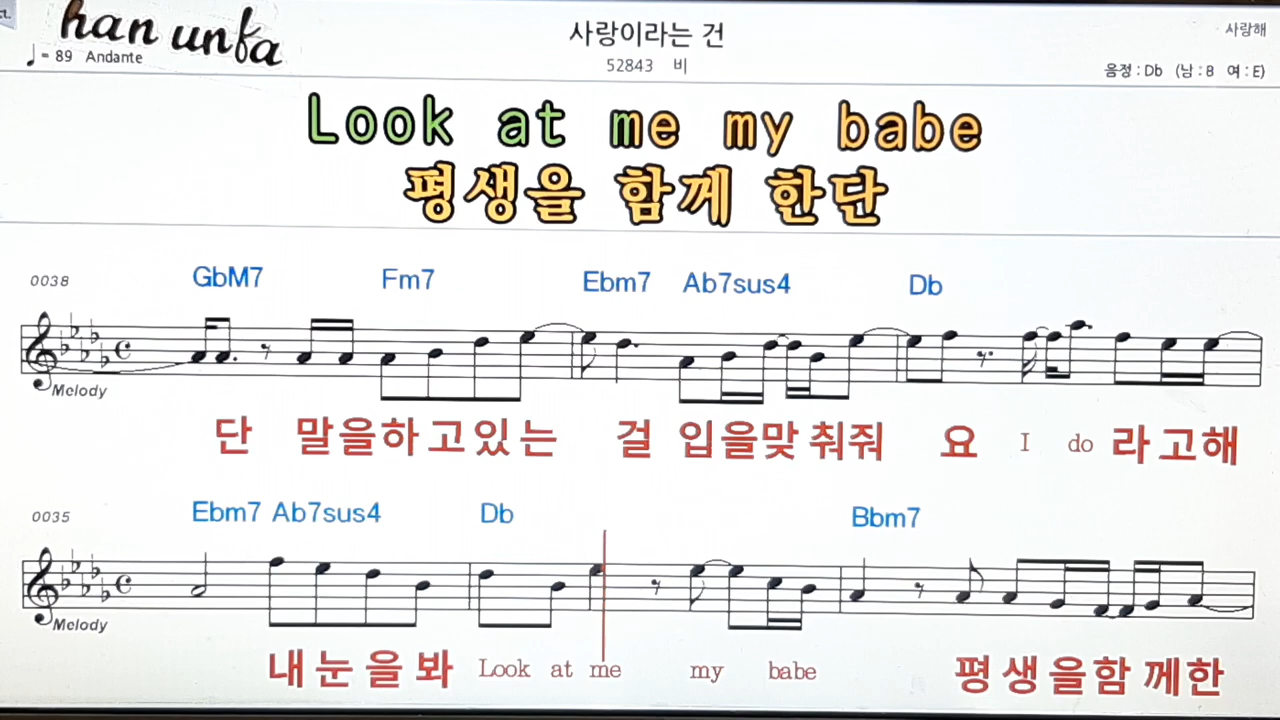 han unfa
사랑이라는 건
사랑해
♩= 89 Andante
52843 비
음정 : Db (남 : B 여 : E)
Look at me my babe
평생을 함께 한단
0038 GbM7 Fm7 Ebm7 Ab7sus4 Db
Melody
단 말을하고있는 걸 입을맞춰줘 요 I do 라고해
0035 Ebm7 Ab7sus4 Db Bbm7
Melody
내눈을봐 Look at me my babe 평생을함께한